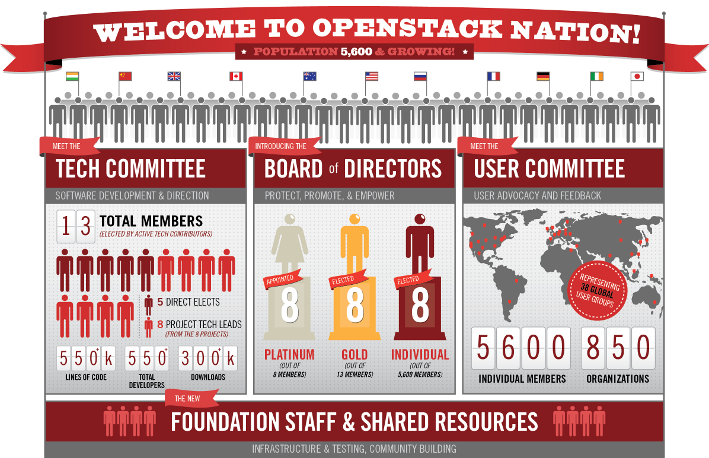 WELCOME TO OPENSTACK NATION!
★ POPULATION 5,600 & GROWING! ★
MEET THE
TECH COMMITTEE
SOFTWARE DEVELOPMENT & DIRECTION
13 TOTAL MEMBERS
(ELECTED BY ACTIVE TECH CONTRIBUTORS)
5 DIRECT ELECTS
8 PROJECT TECH LEADS
(FROM THE 8 PROJECTS)
550+k
LINES OF CODE
550+
TOTAL
DEVELOPERS
300+k
DOWNLOADS
INTRODUCING THE
BOARD of DIRECTORS
PROTECT, PROMOTE, & EMPOWER
APPOINTED
8
PLATINUM
(OUT OF
8 MEMBERS)
ELECTED
8
GOLD
(OUT OF
13 MEMBERS)
ELECTED
8
INDIVIDUAL
(OUT OF
5,600 MEMBERS)
MEET THE
USER COMMITTEE
USER ADVOCACY AND FEEDBACK
REPRESENTING
78 GLOBAL
USER GROUPS
5600
INDIVIDUAL MEMBERS
850
ORGANIZATIONS
THE NEW
FOUNDATION STAFF & SHARED RESOURCES
INFRASTRUCTURE & TESTING, COMMUNITY BUILDING